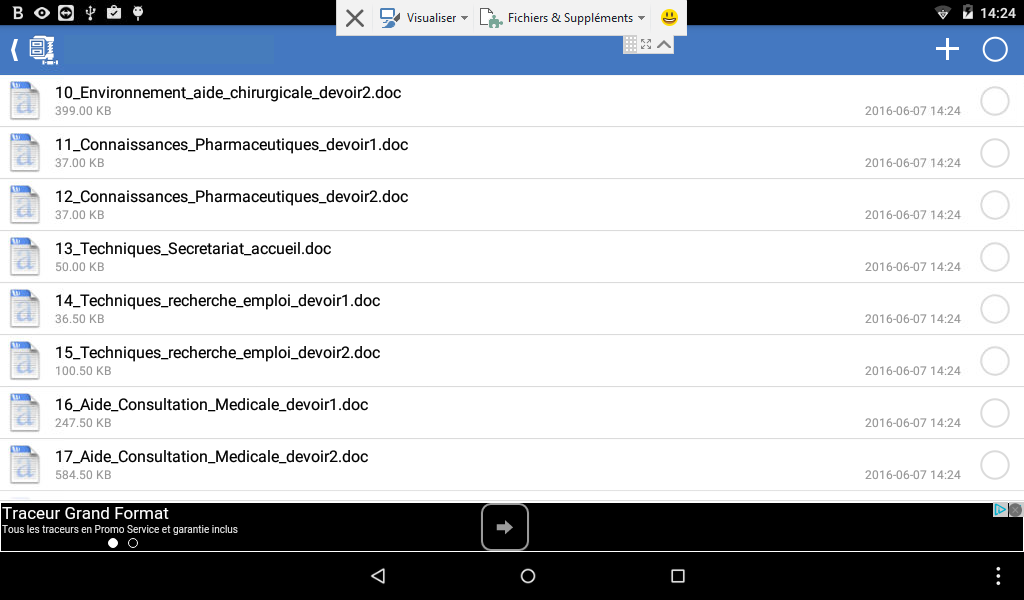 B
Visualiser
Fichiers & Suppléments
14:24
10_Environnement_aide_chirurgicale_devoir2.doc
399.00 KB
2016-06-07 14:24
11_Connaissances_Pharmaceutiques_devoir1.doc
37.00 KB
2016-06-07 14:24
12_Connaissances_Pharmaceutiques_devoir2.doc
37.00 KB
2016-06-07 14:24
13_Techniques_Secretariat_accueil.doc
50.00 KB
2016-06-07 14:24
14_Techniques_recherche_emploi_devoir1.doc
36.50 KB
2016-06-07 14:24
15_Techniques_recherche_emploi_devoir2.doc
100.50 KB
2016-06-07 14:24
16_Aide_Consultation_Medicale_devoir1.doc
247.50 KB
2016-06-07 14:24
17_Aide_Consultation_Medicale_devoir2.doc
584.50 KB
2016-06-07 14:24
Traceur Grand Format
Tous les traceurs en Promo Service et garantie inclus